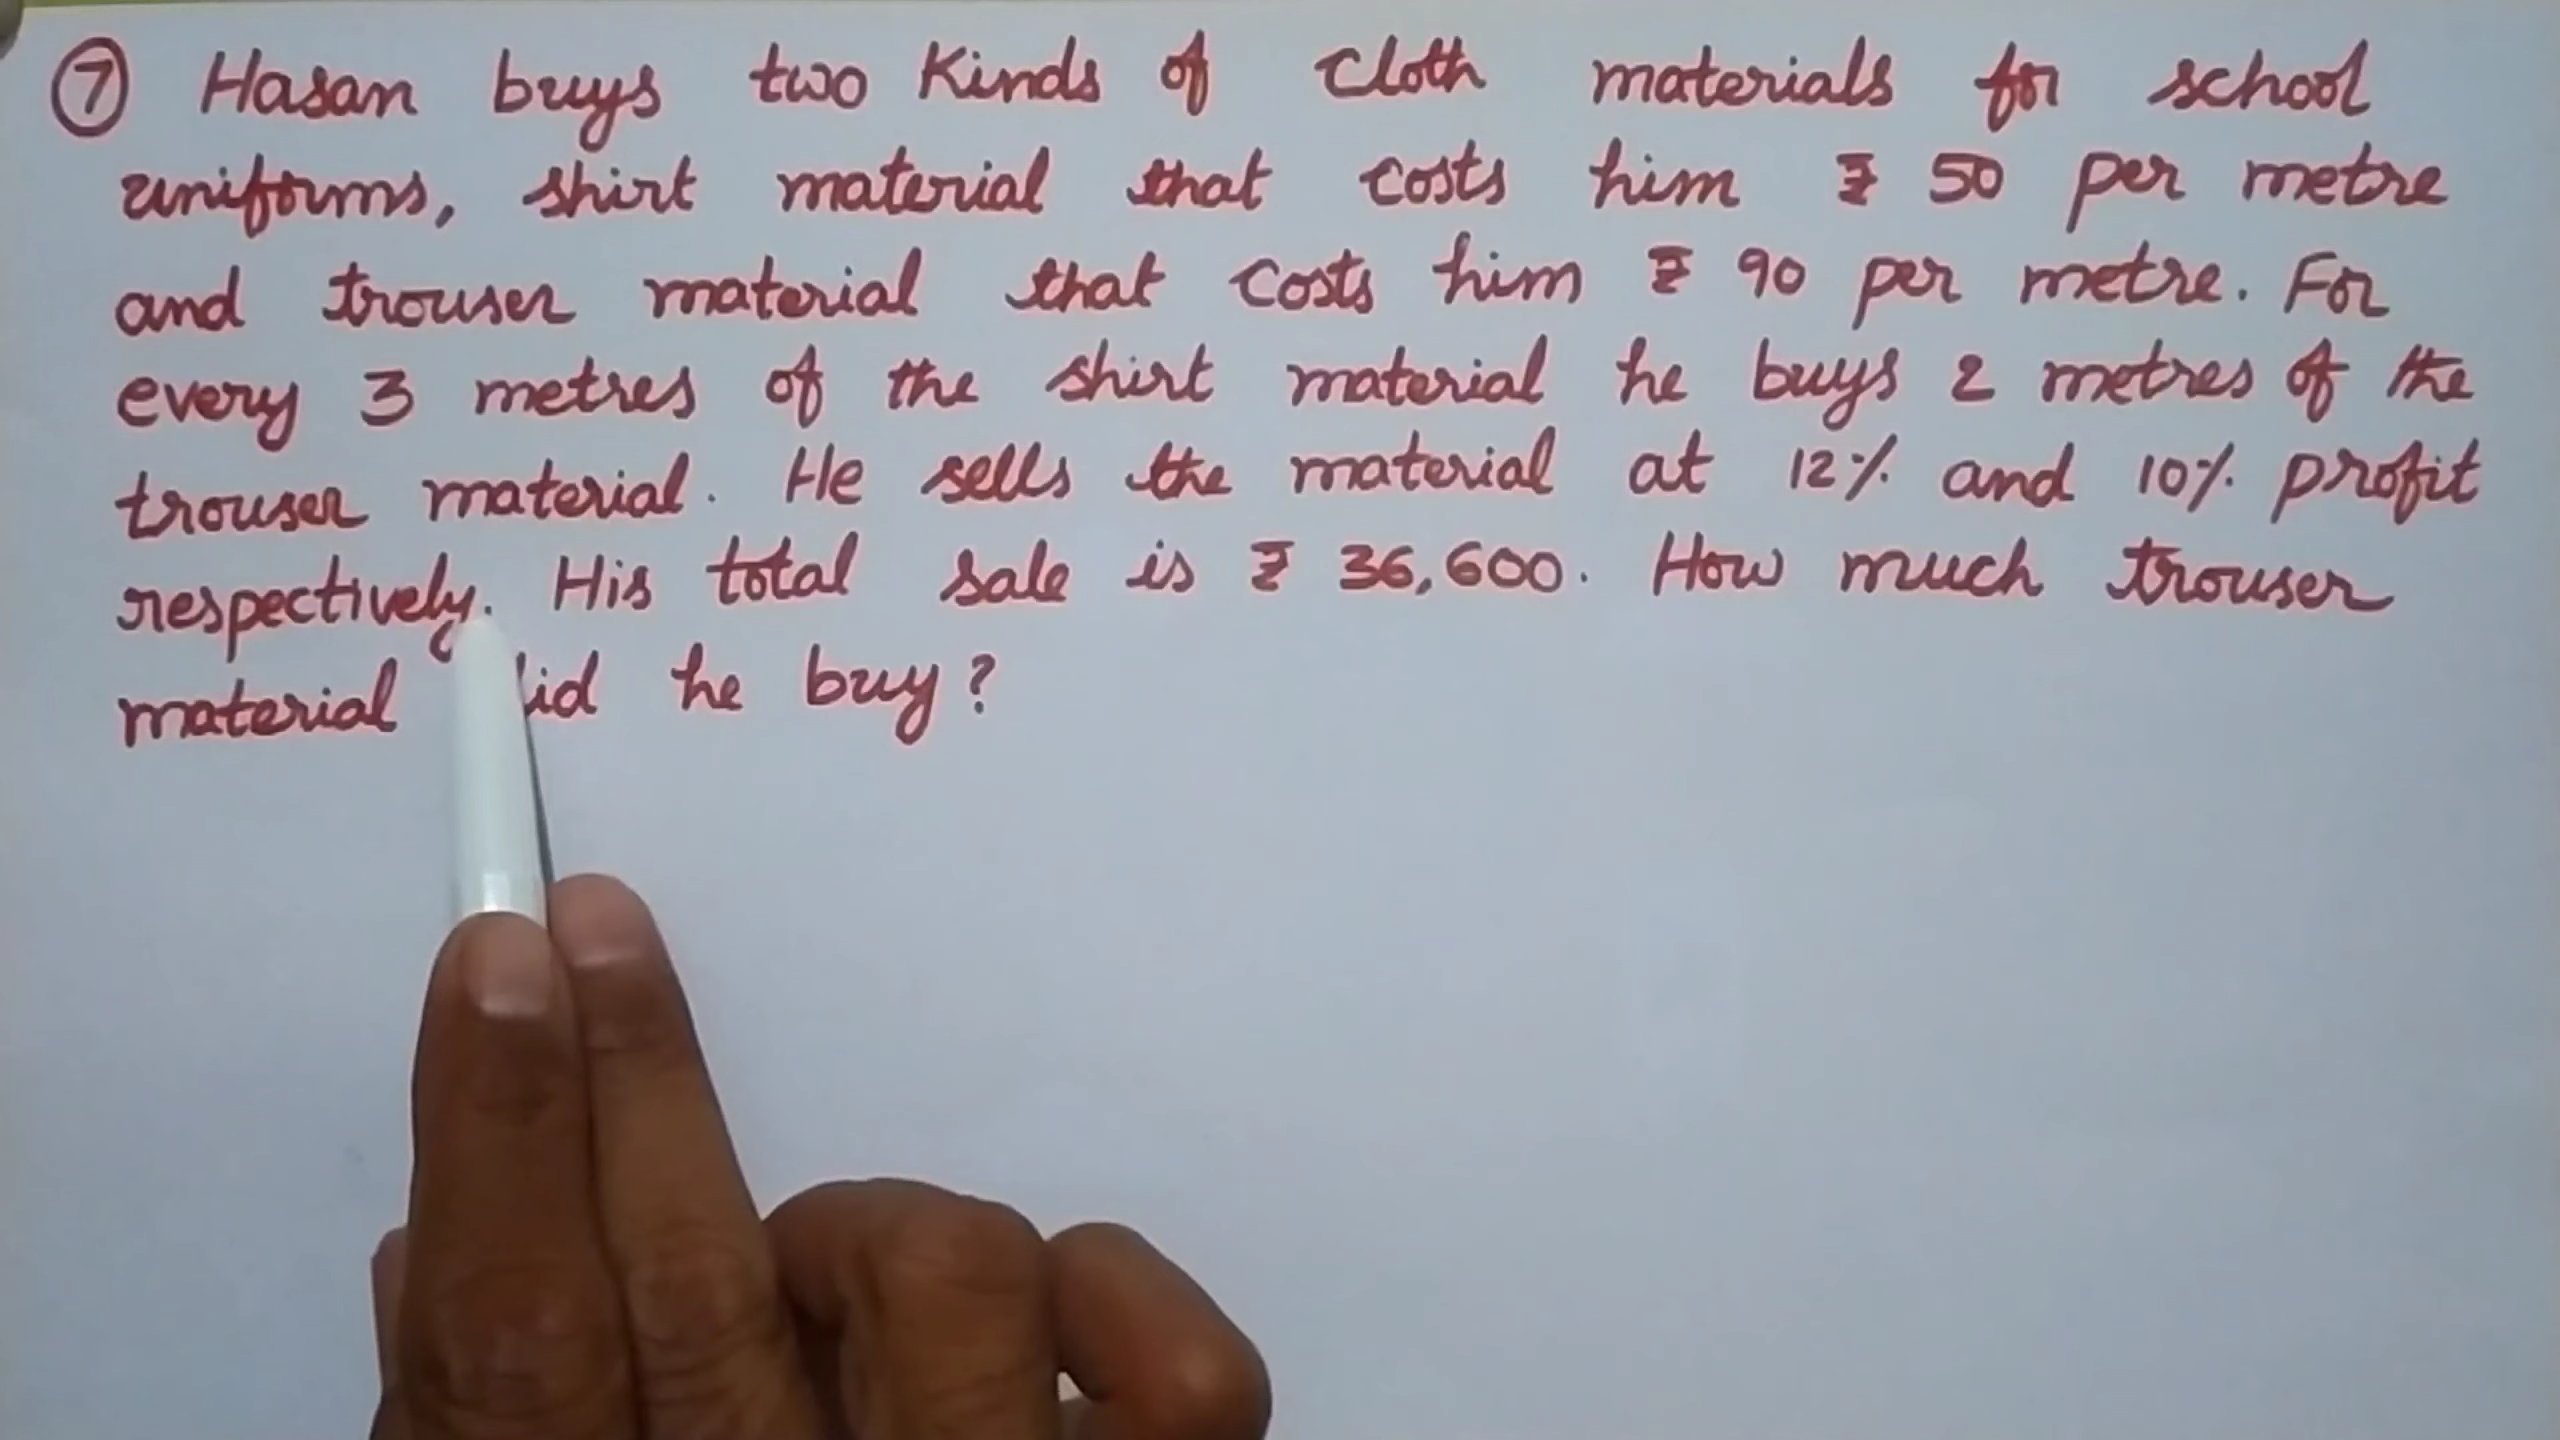 7 Hasan buys two Kinds of Cloth materials for school
uniforms, shirt material that costs him ₹ 50 per metre
and trouser material that costs him ₹ 90 per metre. For
every 3 metres of the shirt material he buys 2 metres of the
trouser material. He sells the material at 12% and 10% profit
respectively. His total sale is ₹ 36,600. How much trouser
material did he buy?